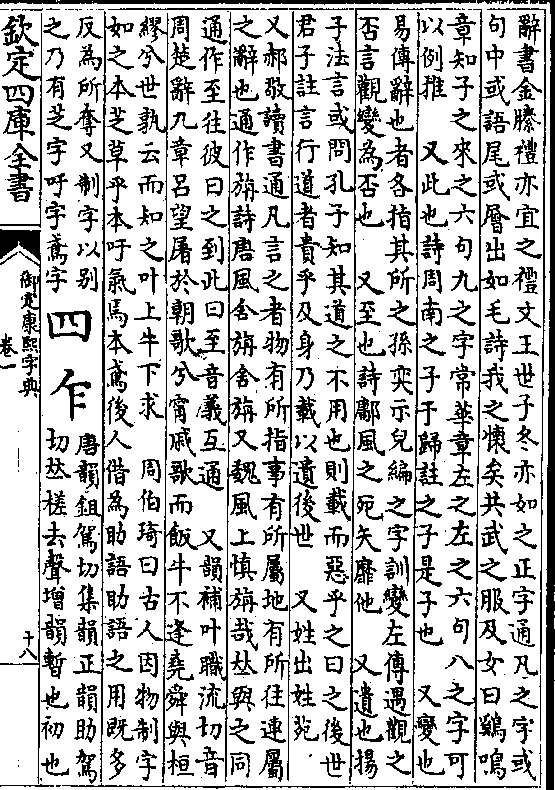 辭書金縢禮亦宜之禮文王世子冬亦如之正字通凡之字或
句中或語尾或層出如毛詩我之懷矣共武之服及女曰鷄鳴
章知子之來之六句九之字常華章左之左之六句八之字可
以例推　又此也詩周南之子于歸註之子是子也　又變也
易傳辭也者各指其所之孫奕示兒編之字訓變左傳遇觀之
否言觀變為否也　又至也詩鄘風之死矢靡他　又遺也揚
子法言或問孔子知其道之不用也則載而惡乎之曰之後世
君子註言行道者貴乎及身乃載以遺後世　又姓出姓苑
又郝敬讀書通凡言之者物有所指事有所屬地有所往連屬
之辭也通作旃詩唐風舍旃舍旃又魏風上慎旃哉𠀤與之同
通作至往彼曰之到此曰至音義互通　又韻補叶職流切音
周楚辭九章呂望屠於朝歌兮甯戚歌而飯牛不逢堯舜與桓
繆兮世孰云而知之叶上牛下求　周伯琦曰古人因物制字
如之本芝草乎本吁氣焉本鳶後人借為助語助語之用既多
反為所奪又制字以别
之乃有芝字吁字鳶字
四
乍
唐韻鉏駕切集韻正韻助駕
切𠀤槎去聲增韻暫也初也
欽定四庫全書
御定康熙字典
卷一
十八